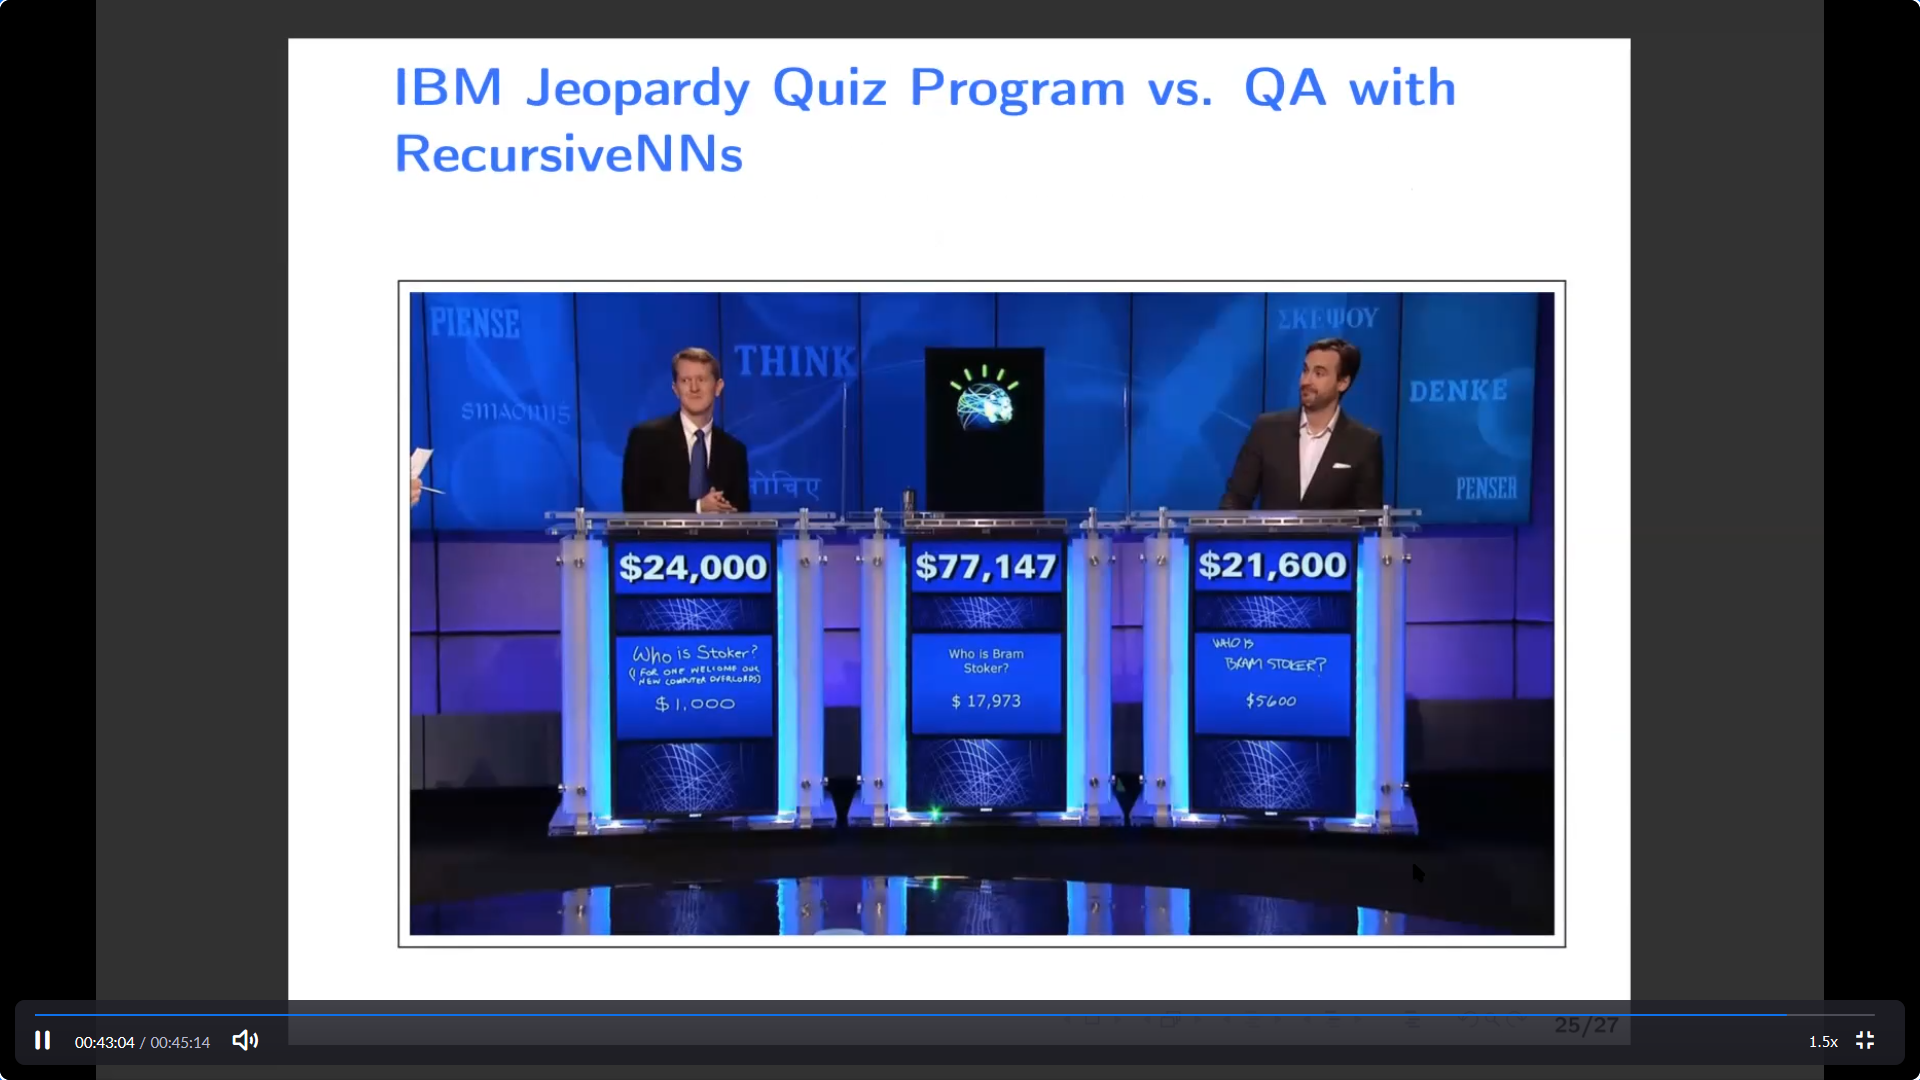 IBM Jeopardy Quiz Program vs. QA with
RecursiveNNs
PIENSE
THINK
ΣΚΕΨΟΥ
DENKE
smaoinig
PENSER
$24,000
$77,147
$21,600
Who is Stoker?
(I FOR ONE WELCOME OUR
NEW COMPUTER OVERLORDS)
$1,000
Who is Bram
Stoker?
$ 17,973
WHO IS
BRAM STOKER?
$5600
25/27
00:43:04 / 00:45:14
1.5x